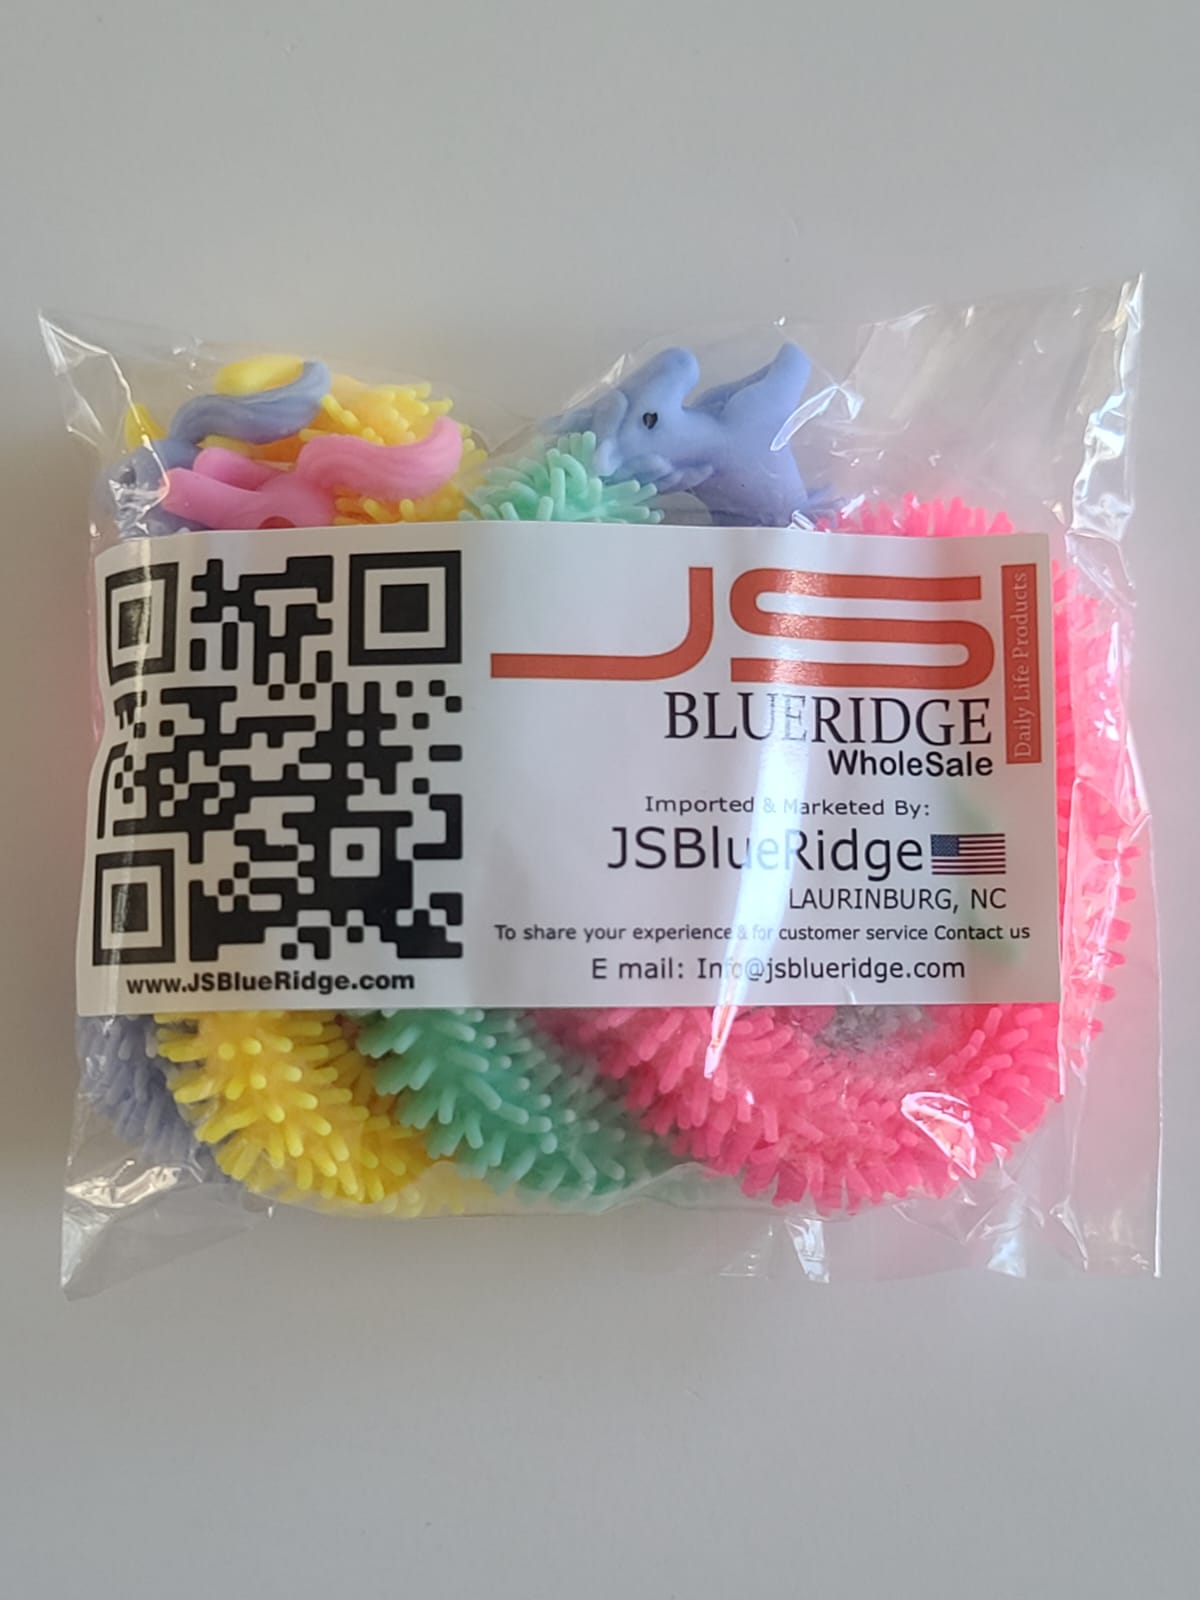 JS
BLUERIDGE
WholeSale
Daily Life Products
Imported & Marketed By:
JSBlueRidge
LAURINBURG, NC
To share your experience & for customer service Contact us
E mail: Info@jsblueridge.com
www.JSBlueRidge.com